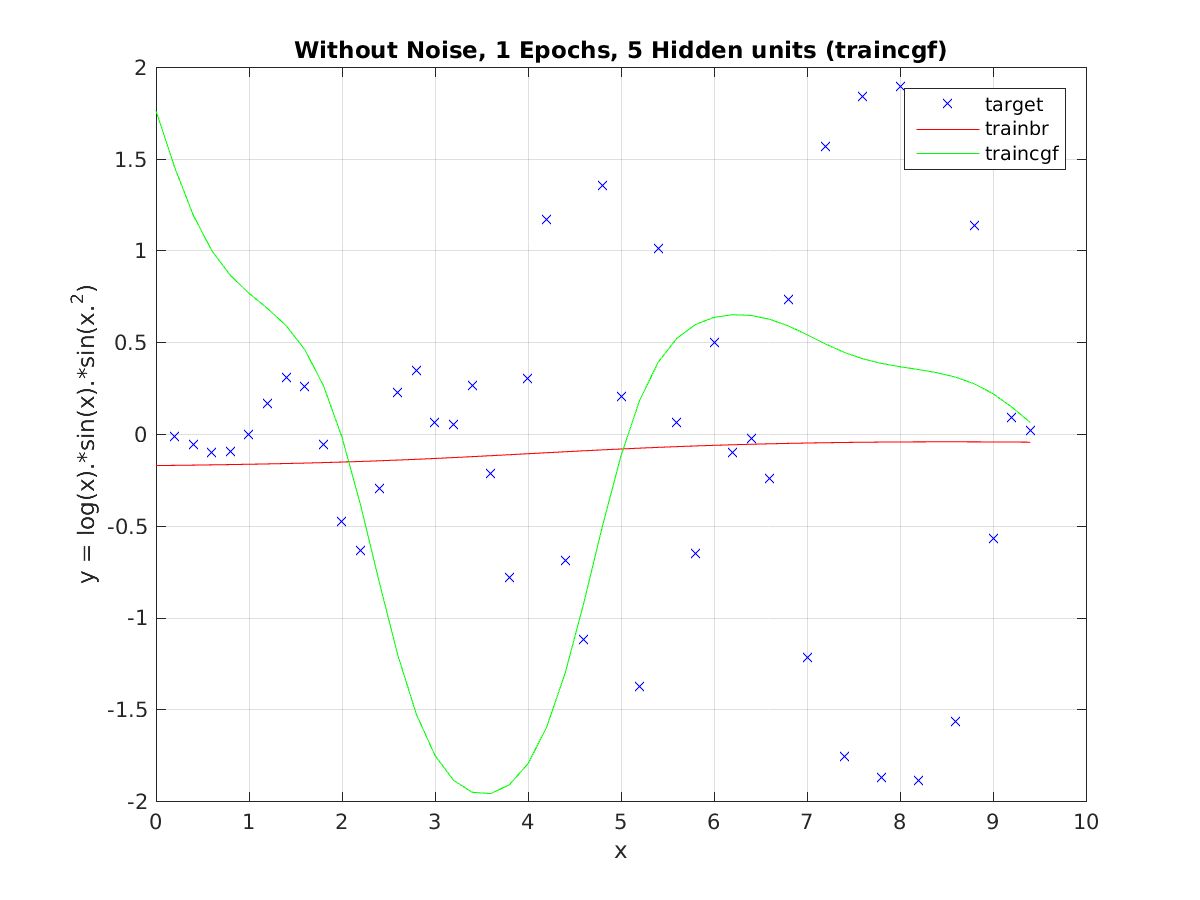 Without Noise, 1 Epochs, 5 Hidden units (traincgf)
2
1.5
1
0.5
0
-0.5
-1
-1.5
-2
y = log(x).*sin(x).*sin(x.²)
target
trainbr
traincgf
0 1 2 3 4 5 6 7 8 9 10
x